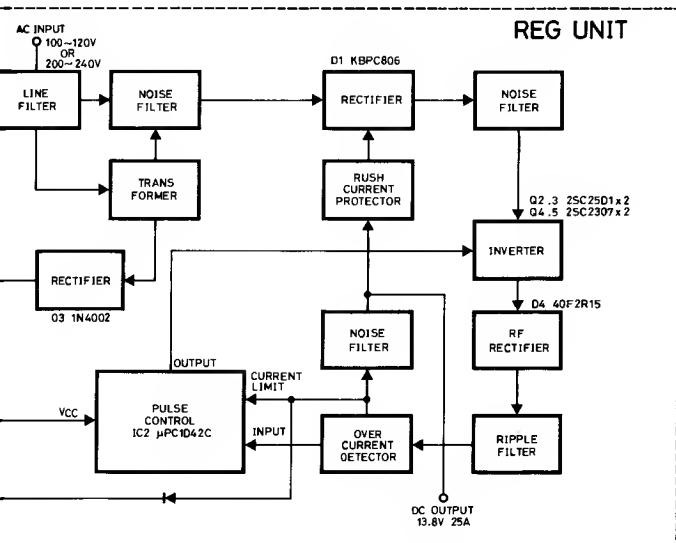 REG UNIT
AC INPUT
100~120V
OR
200~240V
LINE
FILTER
NOISE
FILTER
D1 KBPC806
RECTIFIER
NOISE
FILTER
TRANS
FORMER
RUSH
CURRENT
PROTECTOR
Q2.3 2SC25D1x2
Q4.5 2SC2307x2
INVERTER
RECTIFIER
03 1N4002
D4 40F2R15
NOISE
FILTER
RF
RECTIFIER
OUTPUT
CURRENT
LIMIT
VCC
PULSE
CONTROL
IC2 μPC1D42C
INPUT
OVER
CURRENT
DETECTOR
RIPPLE
FILTER
DC OUTPUT
13.8V 25A